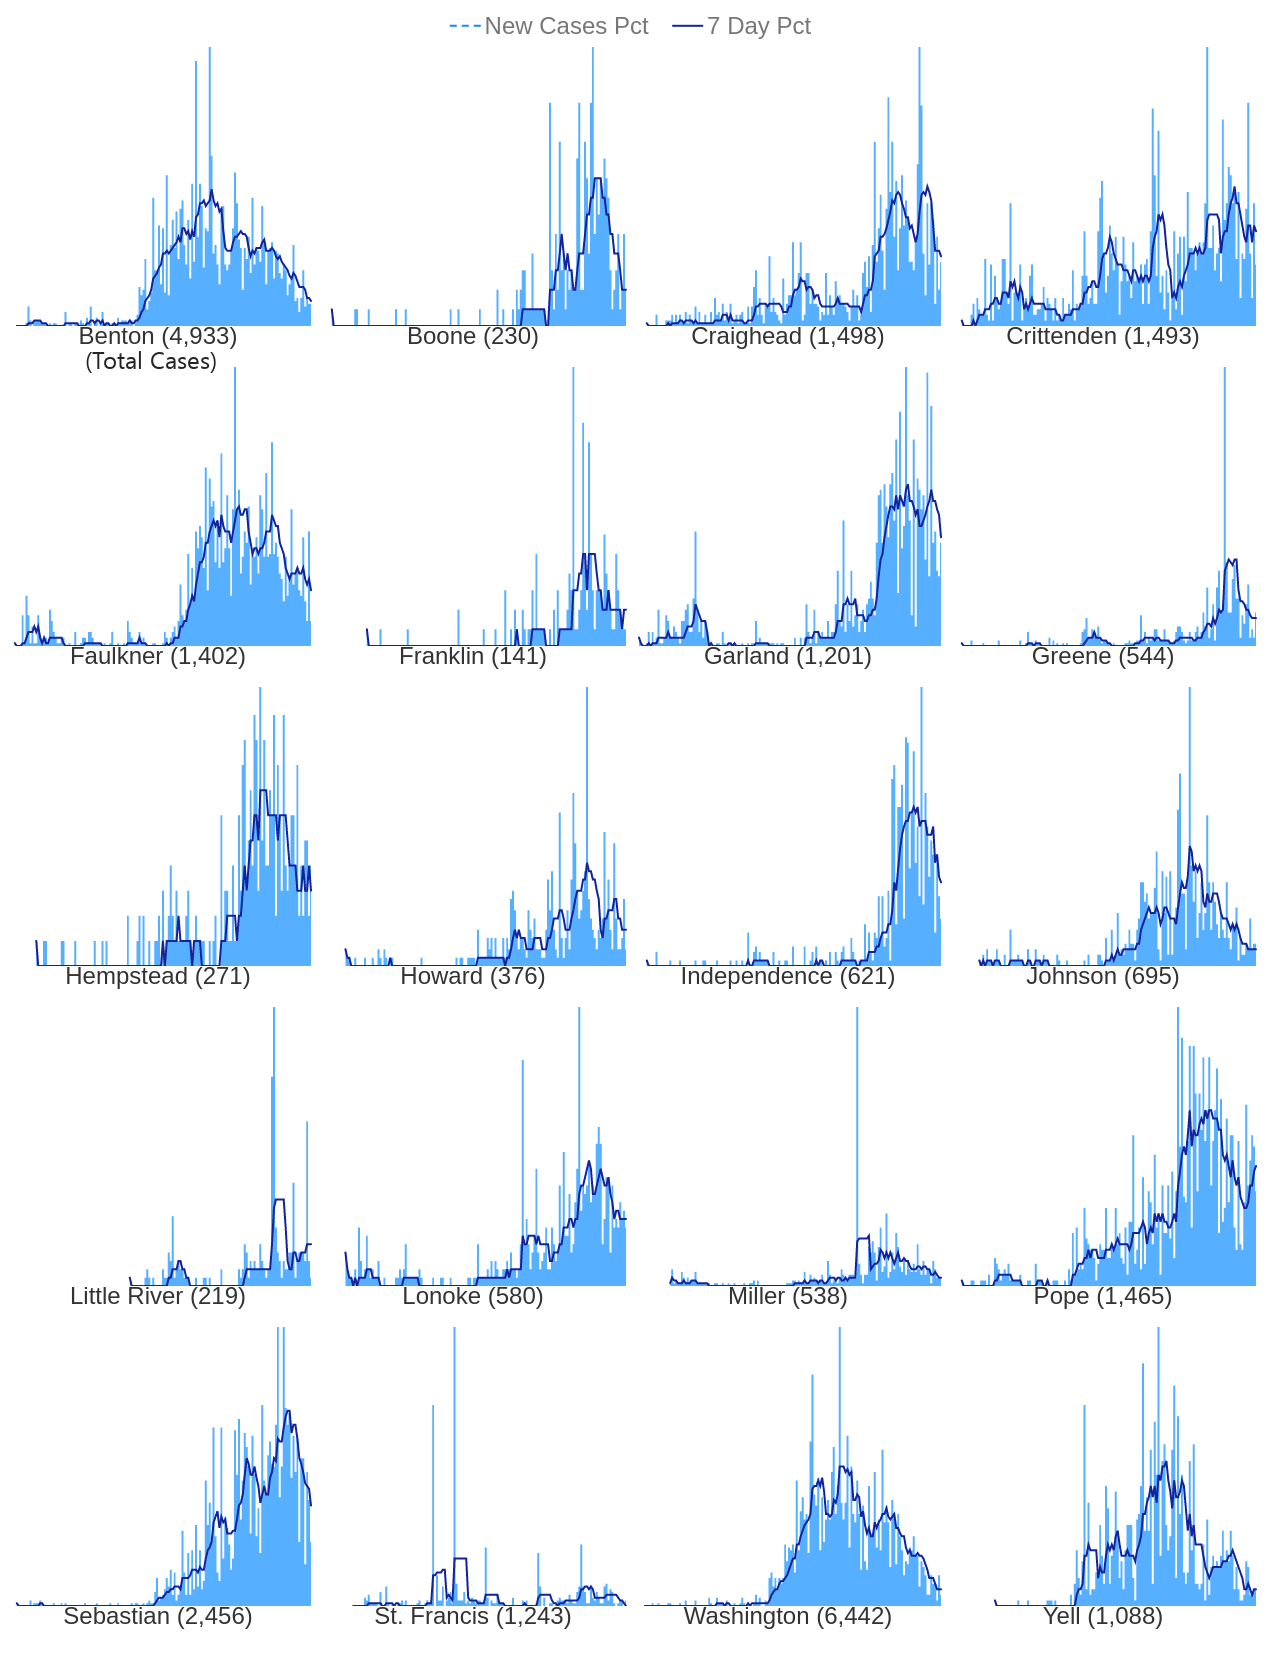 New Cases Pct 7 Day Pct
Benton (4,933) Boone (230) Craighead (1,498) Crittenden (1,493)
(Total Cases)
Faulkner (1,402) Franklin (141) Garland (1,201) Greene (544)
Hempstead (271) Howard (376) Independence (621) Johnson (695)
Little River (219) Lonoke (580) Miller (538) Pope (1,465)
Sebastian (2,456) St. Francis (1,243) Washington (6,442) Yell (1,088)